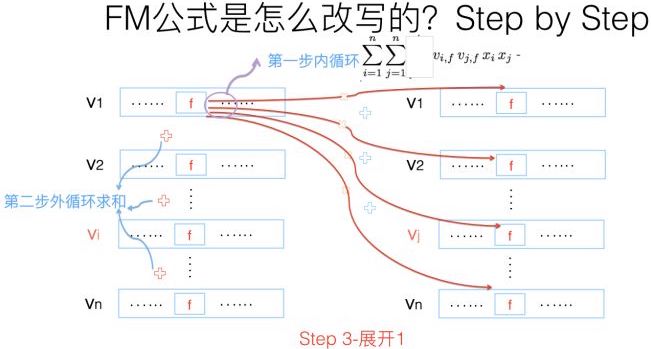 FM公式是怎么改写的？Step by Step
第一步内循环 \sum_{i=1}^{n}\sum_{j=1}^{n} v_{i,f} v_{j,f} x_i x_j -
V1 ...... f ...... V1 ...... f ......
V2 ...... f ...... V2 ...... f ......
第二步外循环求和
Vi ...... f ...... Vj ...... f ......
Vn ...... f ...... Vn ...... f ......
Step 3-展开1